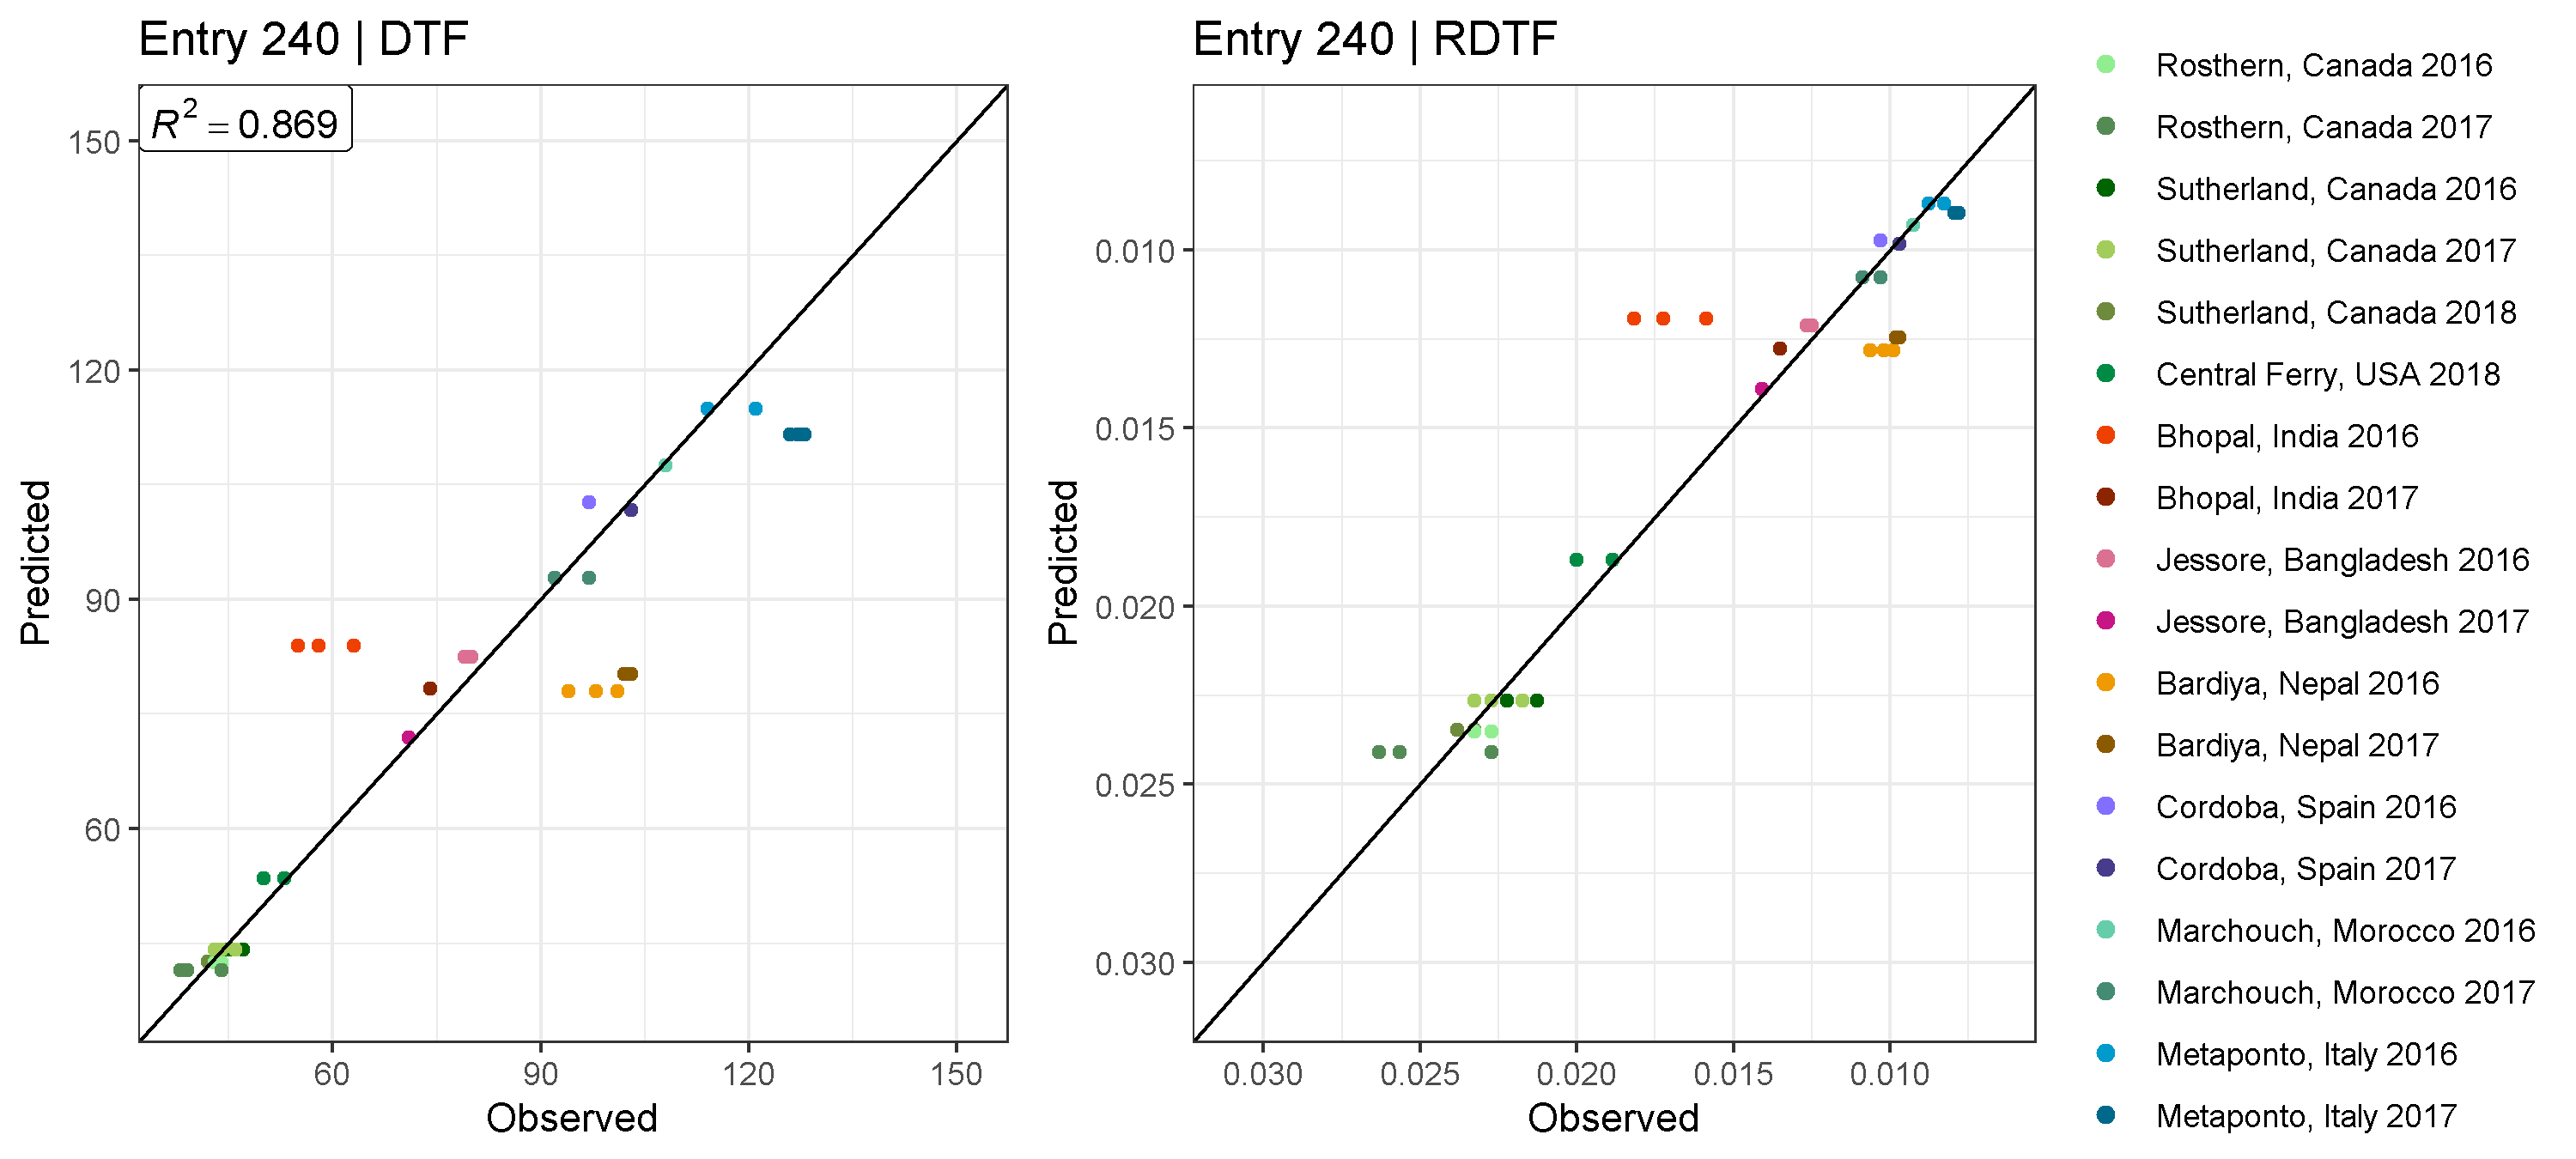 Entry 240 | DTF
R² = 0.869
150
120
90
60
Predicted
60 90 120 150
Observed
Entry 240 | RDTF
0.010
0.015
0.020
0.025
0.030
Predicted
0.030 0.025 0.020 0.015 0.010
Observed
Rosthern, Canada 2016
Rosthern, Canada 2017
Sutherland, Canada 2016
Sutherland, Canada 2017
Sutherland, Canada 2018
Central Ferry, USA 2018
Bhopal, India 2016
Bhopal, India 2017
Jessore, Bangladesh 2016
Jessore, Bangladesh 2017
Bardiya, Nepal 2016
Bardiya, Nepal 2017
Cordoba, Spain 2016
Cordoba, Spain 2017
Marchouch, Morocco 2016
Marchouch, Morocco 2017
Metaponto, Italy 2016
Metaponto, Italy 2017